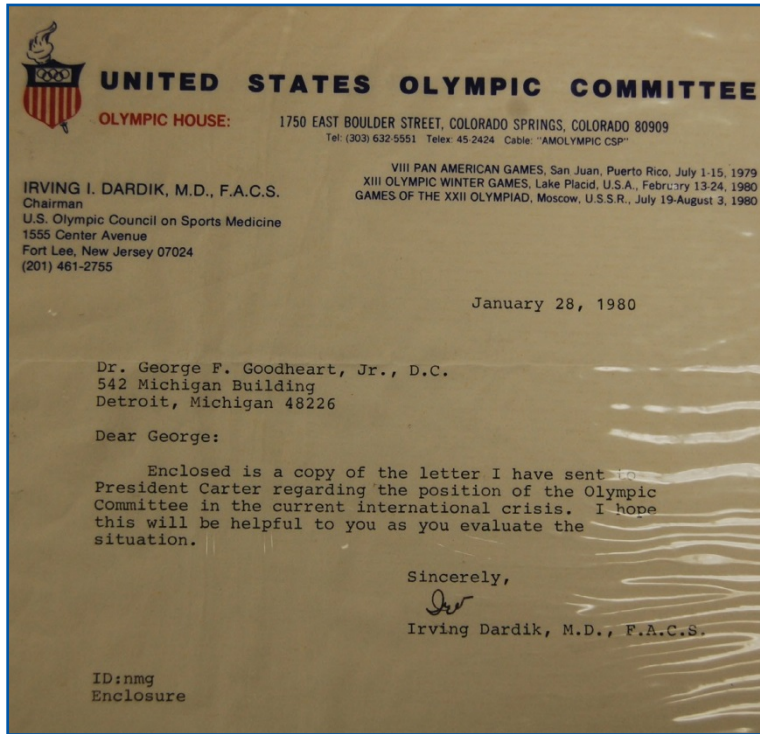 UNITED STATES OLYMPIC COMMITTEE
OLYMPIC HOUSE: 1750 EAST BOULDER STREET, COLORADO SPRINGS, COLORADO 80909
Tel: (303) 632-5551 Telex: 45-2424 Cable: "AMOLYMPIC CSP"
VIII PAN AMERICAN GAMES, San Juan, Puerto Rico, July 1-15, 1979
XIII OLYMPIC WINTER GAMES, Lake Placid, U.S.A., February 13-24, 1980
GAMES OF THE XXII OLYMPIAD, Moscow, U.S.S.R., July 19-August 3, 1980
IRVING I. DARDIK, M.D., F.A.C.S.
Chairman
U.S. Olympic Council on Sports Medicine
1555 Center Avenue
Fort Lee, New Jersey 07024
(201) 461-2755
January 28, 1980
Dr. George F. Goodheart, Jr., D.C.
542 Michigan Building
Detroit, Michigan 48226
Dear George:
Enclosed is a copy of the letter I have sent to
President Carter regarding the position of the Olympic
Committee in the current international crisis. I hope
this will be helpful to you as you evaluate the
situation.
Sincerely,
Irv
Irving Dardik, M.D., F.A.C.S.
ID:nmg
Enclosure